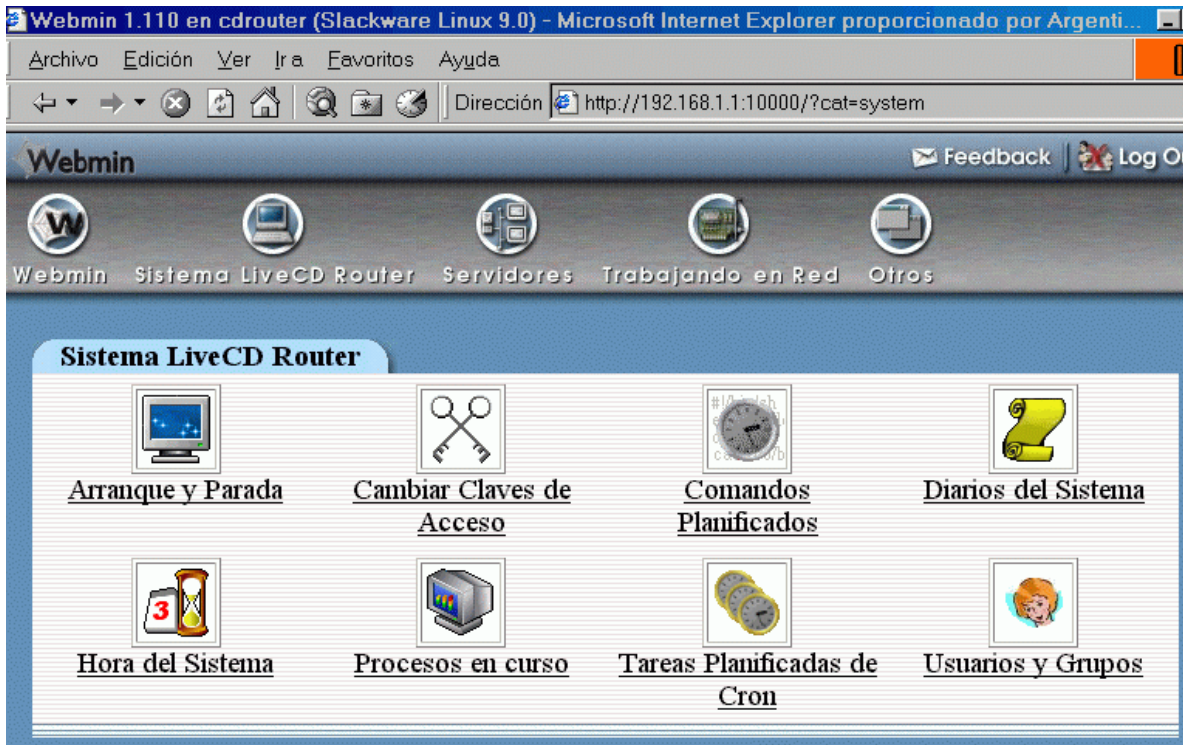 Webmin 1.110 en cdrouter (Slackware Linux 9.0) - Microsoft Internet Explorer proporcionado por Argenti...
Archivo Edición Ver Ir a Favoritos Ayuda
Dirección http://192.168.1.1:10000/?cat=system
Webmin Feedback Log O
Webmin Sistema LiveCD Router Servidores Trabajando en Red Otros
Sistema LiveCD Router
Arranque y Parada Cambiar Claves de Acceso Comandos Planificados Diarios del Sistema
Hora del Sistema Procesos en curso Tareas Planificadas de Cron Usuarios y Grupos